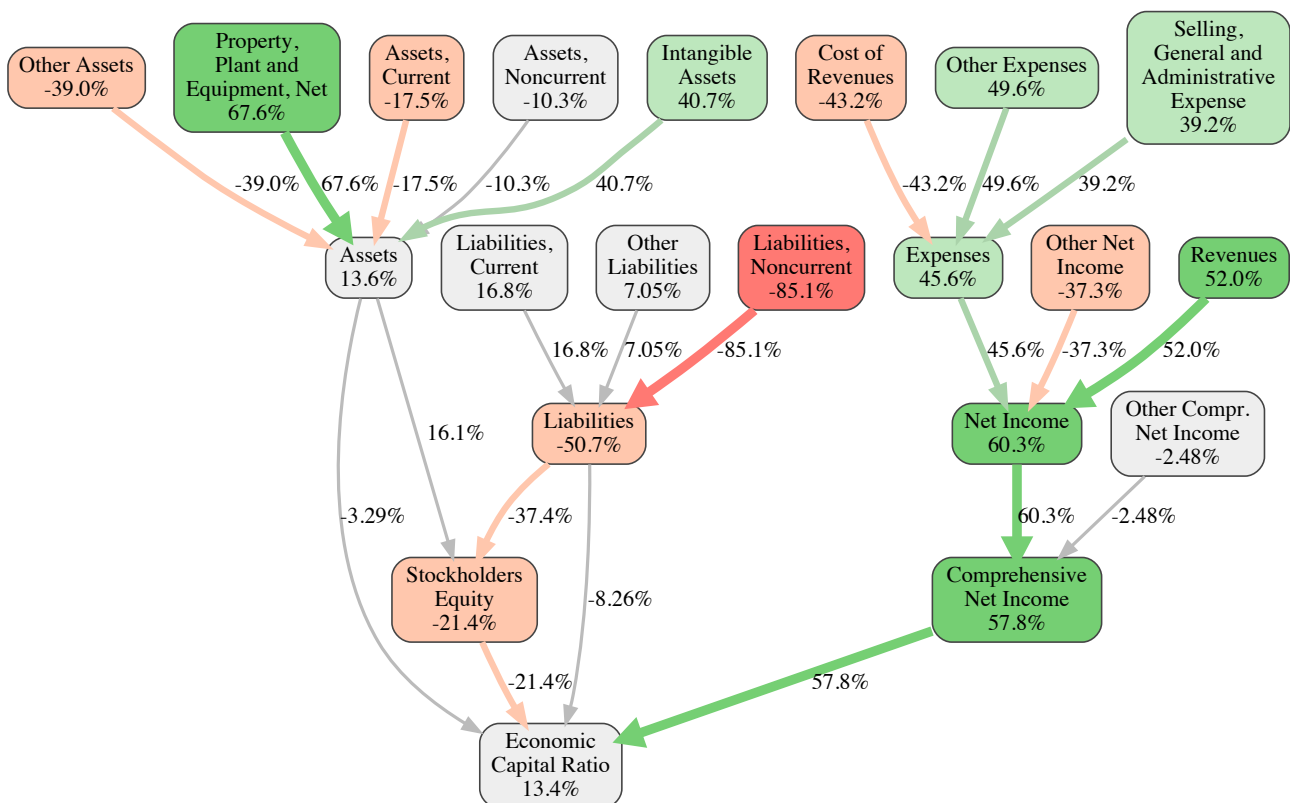 Other Assets
-39.0%
Property,
Plant and
Equipment, Net
67.6%
Assets,
Current
-17.5%
Assets,
Noncurrent
-10.3%
Intangible
Assets
40.7%
Cost of
Revenues
-43.2%
Other Expenses
49.6%
Selling,
General and
Administrative
Expense
39.2%
-39.0%
67.6%
-17.5%
-10.3%
40.7%
-43.2%
49.6%
39.2%
Assets
13.6%
Liabilities,
Current
16.8%
Other
Liabilities
7.05%
Liabilities,
Noncurrent
-85.1%
Expenses
45.6%
Other Net
Income
-37.3%
Revenues
52.0%
16.8%
7.05%
-85.1%
45.6%
-37.3%
52.0%
16.1%
Liabilities
-50.7%
Net Income
60.3%
Other Compr.
Net Income
-2.48%
-3.29%
-37.4%
60.3%
-2.48%
Stockholders
Equity
-21.4%
-8.26%
Comprehensive
Net Income
57.8%
-21.4%
57.8%
Economic
Capital Ratio
13.4%